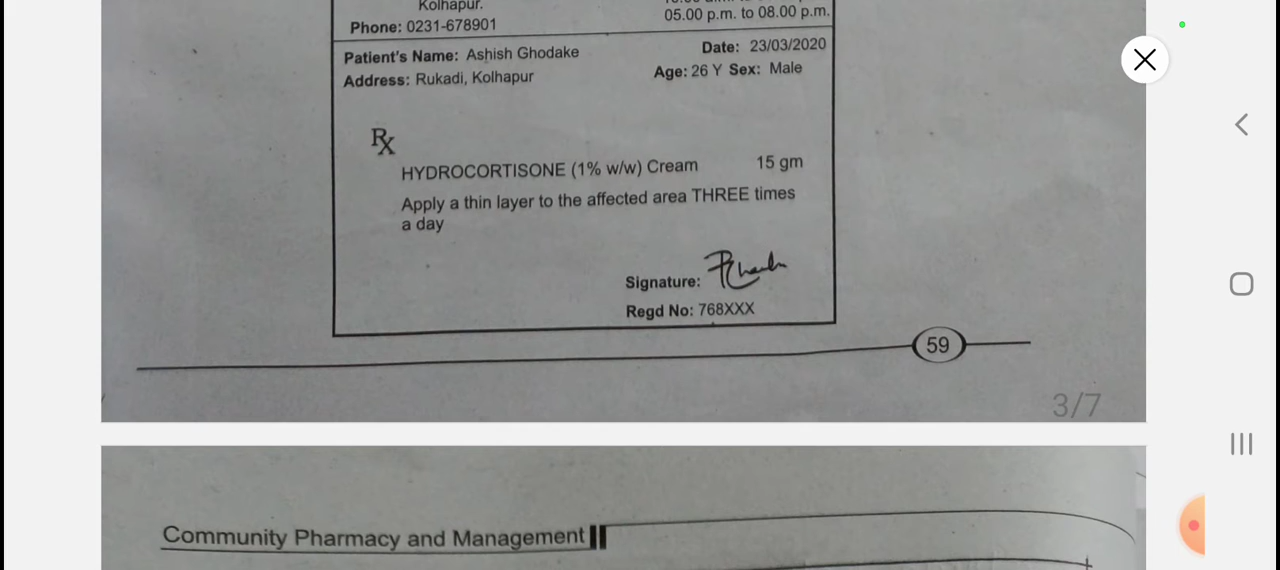 Kolhapur.
05.00 p.m. to 08.00 p.m.
Phone: 0231-678901
Patient's Name: Ashish Ghodake
Date: 23/03/2020
Address: Rukadi, Kolhapur
Age: 26 Y Sex: Male
Rx
HYDROCORTISONE (1% w/w) Cream 15 gm
Apply a thin layer to the affected area THREE times
a day
Signature:
Regd No: 768XXX
59
3/7
Community Pharmacy and Management